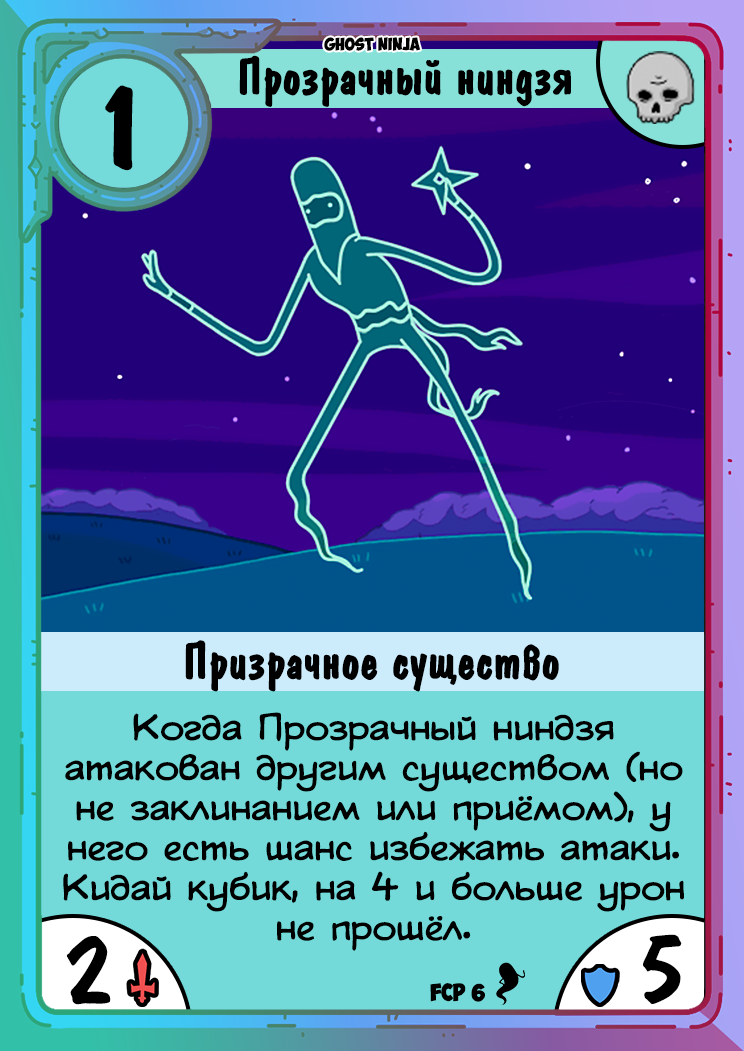 GHOST NINJA
Прозрачный ниндзя
1
Призрачное существо
Когда Прозрачный ниндзя
атакован другим существом (но
не заклинанием или приёмом), у
него есть шанс избежать атаки.
Кидай кубик, на 4 и больше урон
не прошёл.
2
FCP 6
5